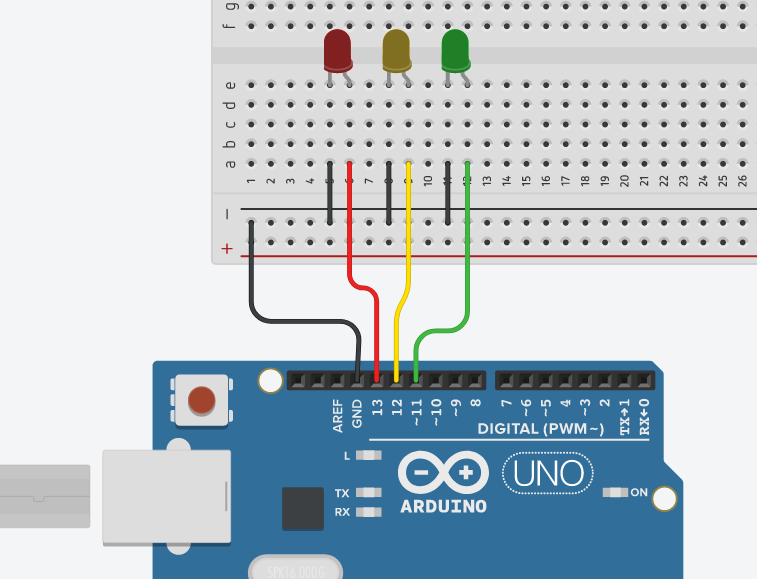 g
f
e
d
c
b
a
1 2 3 4 5 6 7 8 9 10 11 12 13 14 15 16 17 18 19 20 21 22 23 24 25 26
−
+
AREF
GND
13
12
~11
~10
~9
8
7
~6
~5
4
~3
2
TX→1
RX←0
DIGITAL (PWM~)
L
TX
RX
UNO
ARDUINO
ON
SPK16.000G